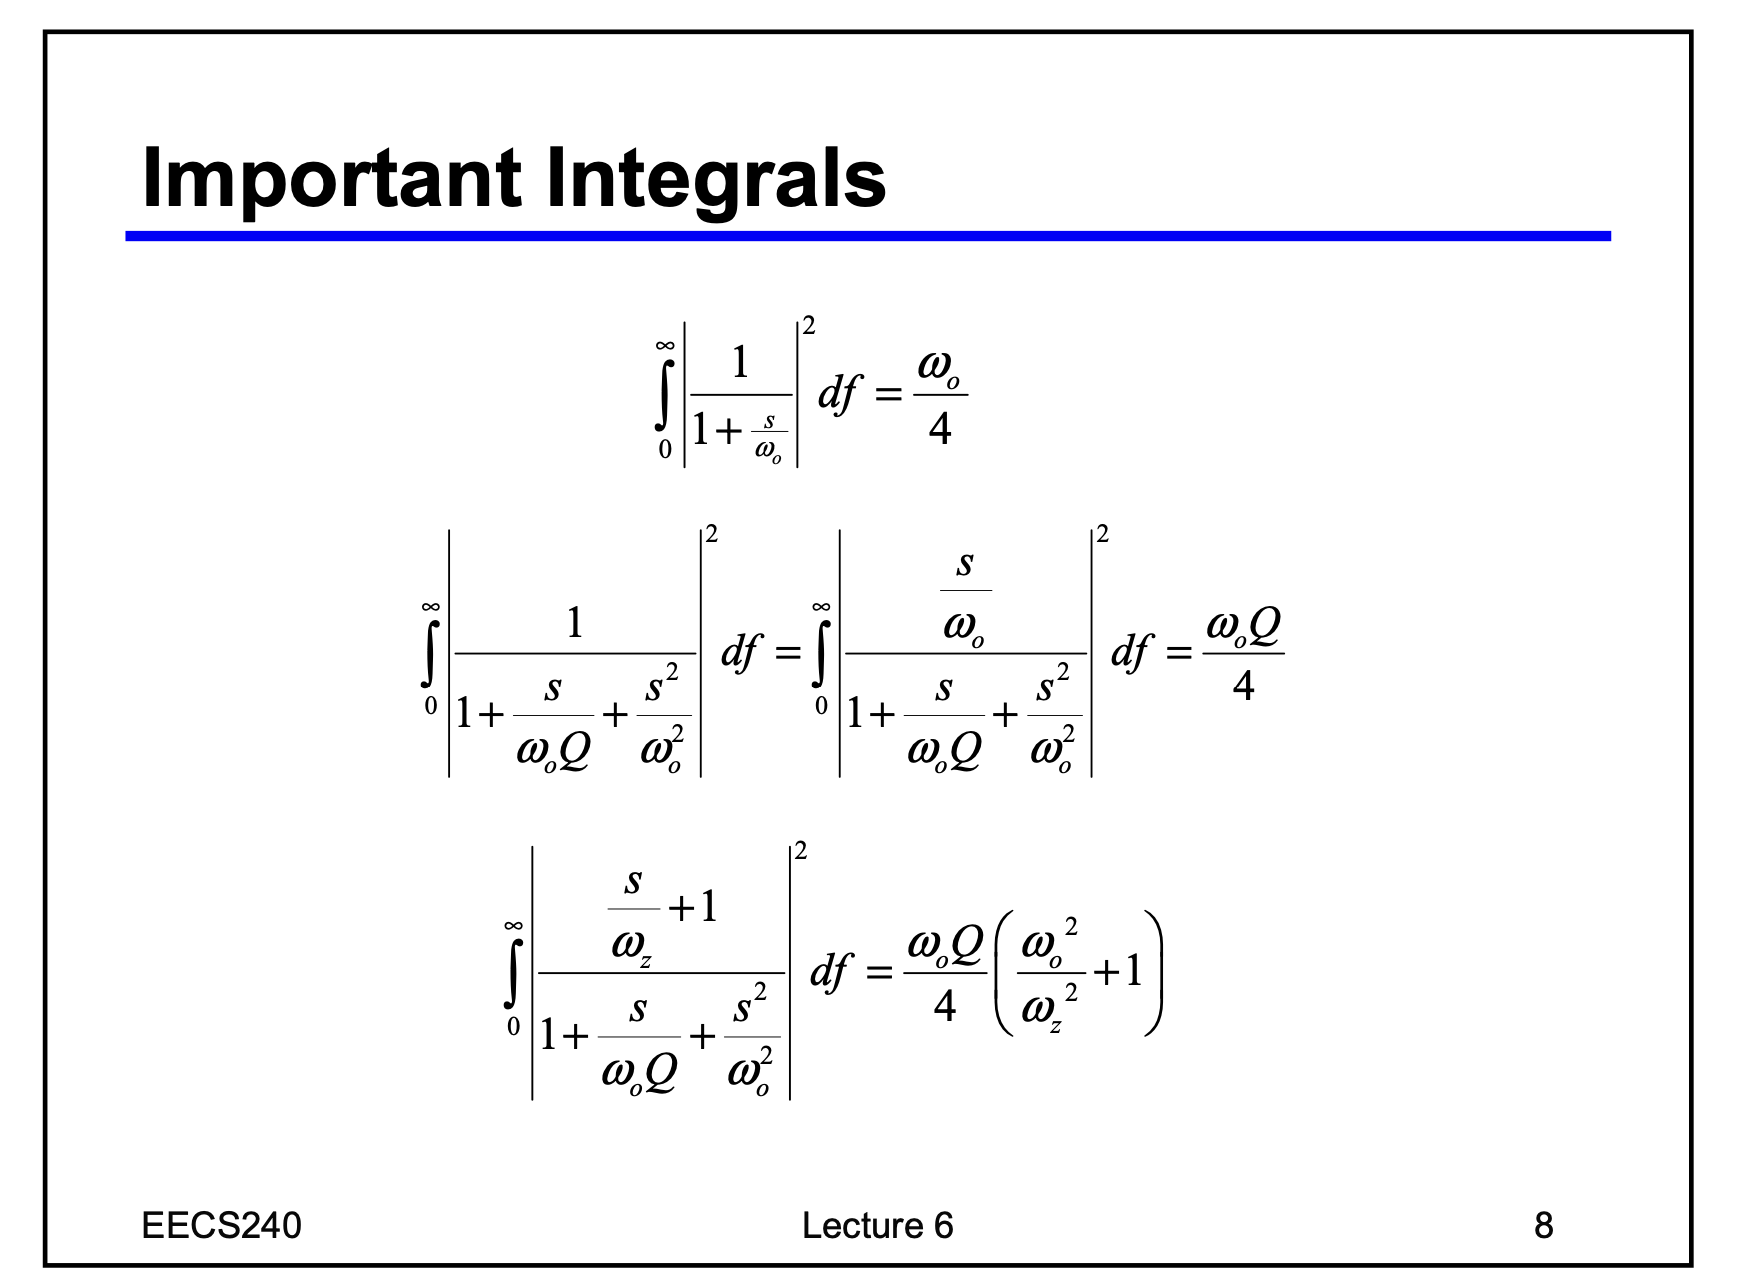 Important Integrals
$$\int_0^\infty \left| \frac{1}{1+\frac{s}{\omega_o}} \right|^2 df = \frac{\omega_o}{4}$$
$$\int_0^\infty \left| \frac{1}{1+\frac{s}{\omega_o Q}+\frac{s^2}{\omega_o^2}} \right|^2 df = \int_0^\infty \left| \frac{\frac{s}{\omega_o}}{1+\frac{s}{\omega_o Q}+\frac{s^2}{\omega_o^2}} \right|^2 df = \frac{\omega_o Q}{4}$$
$$\int_0^\infty \left| \frac{\frac{s}{\omega_z}+1}{1+\frac{s}{\omega_o Q}+\frac{s^2}{\omega_o^2}} \right|^2 df = \frac{\omega_o Q}{4}\left(\frac{\omega_o^2}{\omega_z^2}+1\right)$$
EECS240 Lecture 6 8